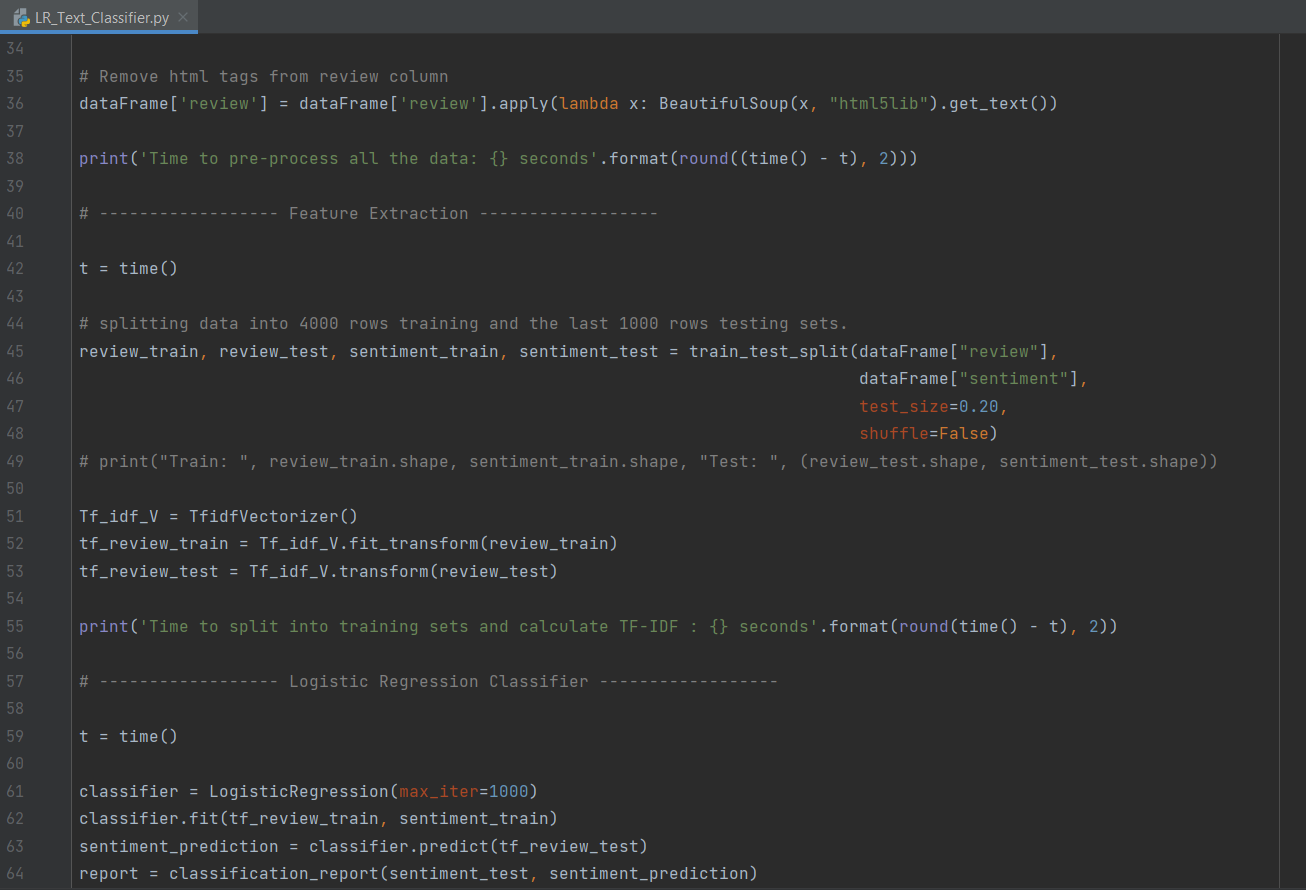 LR_Text_Classifier.py
34
35 # Remove html tags from review column
36 dataFrame['review'] = dataFrame['review'].apply(lambda x: BeautifulSoup(x, "html5lib").get_text())
37
38 print('Time to pre-process all the data: {} seconds'.format(round((time() - t), 2)))
39
40 # ------------------ Feature Extraction ------------------
41
42 t = time()
43
44 # splitting data into 4000 rows training and the last 1000 rows testing sets.
45 review_train, review_test, sentiment_train, sentiment_test = train_test_split(dataFrame["review"],
46 dataFrame["sentiment"],
47 test_size=0.20,
48 shuffle=False)
49 # print("Train: ", review_train.shape, sentiment_train.shape, "Test: ", (review_test.shape, sentiment_test.shape))
50
51 Tf_idf_V = TfidfVectorizer()
52 tf_review_train = Tf_idf_V.fit_transform(review_train)
53 tf_review_test = Tf_idf_V.transform(review_test)
54
55 print('Time to split into training sets and calculate TF-IDF : {} seconds'.format(round(time() - t), 2))
56
57 # ------------------ Logistic Regression Classifier ------------------
58
59 t = time()
60
61 classifier = LogisticRegression(max_iter=1000)
62 classifier.fit(tf_review_train, sentiment_train)
63 sentiment_prediction = classifier.predict(tf_review_test)
64 report = classification_report(sentiment_test, sentiment_prediction)